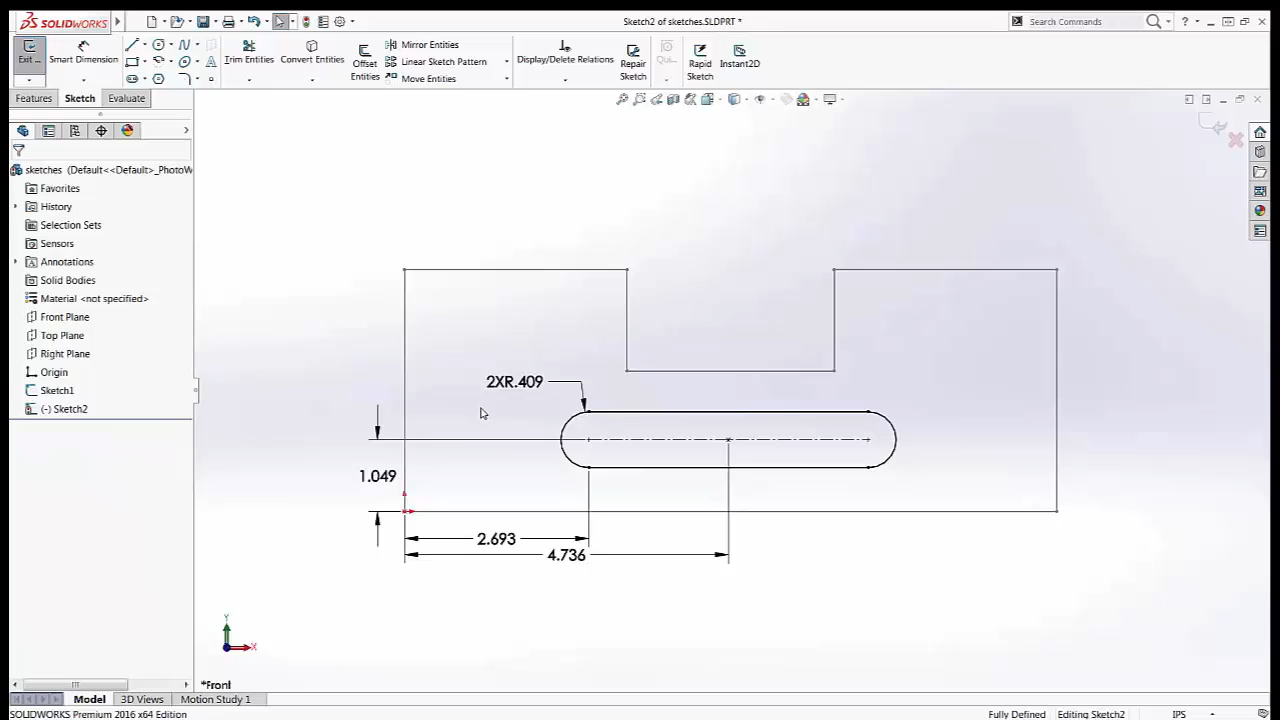 SOLIDWORKS
Sketch2 of sketches.SLDPRT *
Search Commands
?
Exit ...
Smart Dimension
Trim Entities
Convert Entities
Offset
Entities
Mirror Entities
Linear Sketch Pattern
Move Entities
Display/Delete Relations
Repair
Sketch
Qui...
Rapid
Sketch
Instant2D
Features
Sketch
Evaluate
sketches (Default<<Default>_PhotoW
Favorites
History
Selection Sets
Sensors
Annotations
Solid Bodies
Material <not specified>
Front Plane
Top Plane
Right Plane
Origin
Sketch1
(-) Sketch2
2XR.409
1.049
2.693
4.736
Y
X
*Front
Model
3D Views
Motion Study 1
SOLIDWORKS Premium 2016 x64 Edition
Fully Defined
Editing Sketch2
IPS